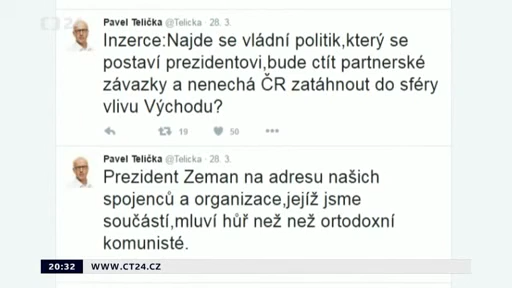 ČT24
Pavel Telička @Telicka · 28. 3.
Inzerce:Najde se vládní politik,který se
postaví prezidentovi,bude ctít partnerské
závazky a nenechá ČR zatáhnout do sféry
vlivu Východu?
19 50
Pavel Telička @Telicka · 28. 3.
Prezident Zeman na adresu našich
spojenců a organizace,jejíž jsme
součástí,mluví hůř než než ortodoxní
komunisté.
20:32 WWW.CT24.CZ